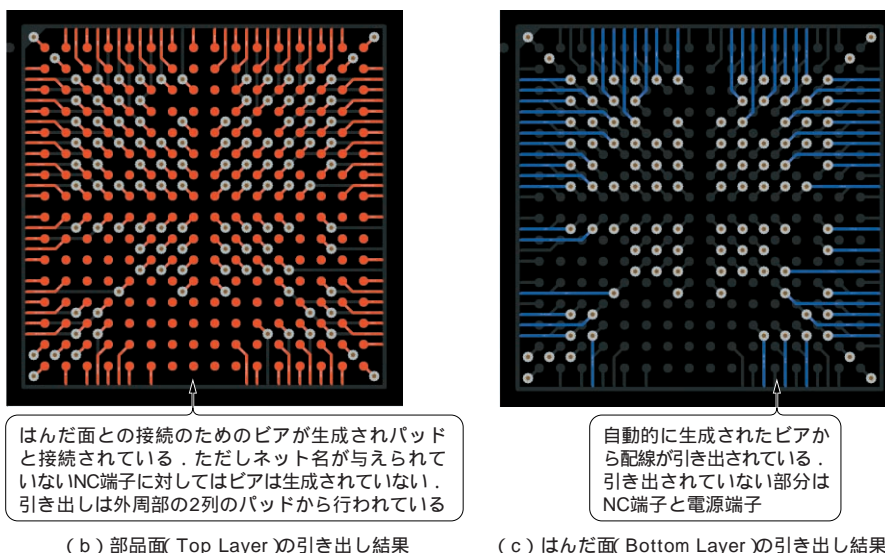 はんだ面との接続のためのビアが生成されパッド
と接続されている．ただしネット名が与えられて
いないNC端子に対してはビアは生成されていない．
引き出しは外周部の2列のパッドから行われている
自動的に生成されたビアか
ら配線が引き出されている．
引き出されていない部分は
NC端子と電源端子
(b)部品面(Top Layer)の引き出し結果
(c)はんだ面(Bottom Layer)の引き出し結果